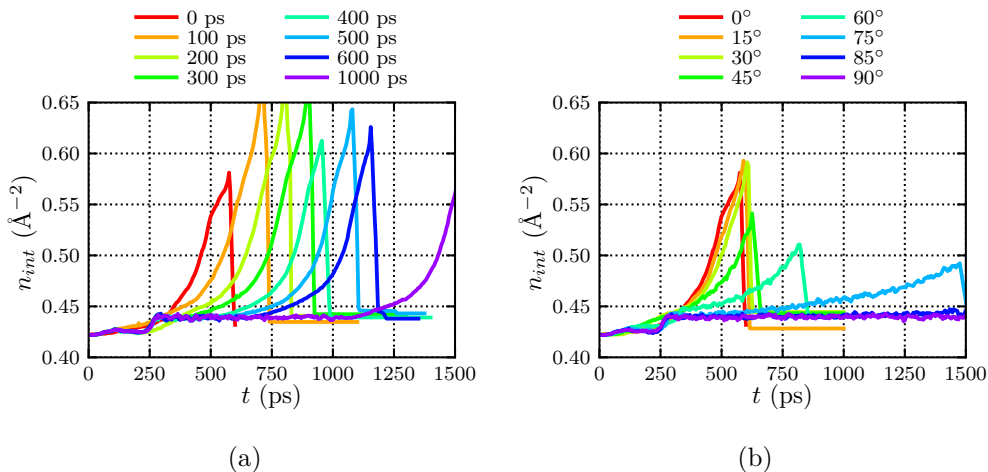 0 ps
100 ps
200 ps
300 ps
400 ps
500 ps
600 ps
1000 ps
0.65
0.60
0.55
0.50
0.45
0.40
n_int (Å⁻²)
0 250 500 750 1000 1250 1500
t (ps)
(a)
0°
15°
30°
45°
60°
75°
85°
90°
0.65
0.60
0.55
0.50
0.45
0.40
n_int (Å⁻²)
0 250 500 750 1000 1250 1500
t (ps)
(b)